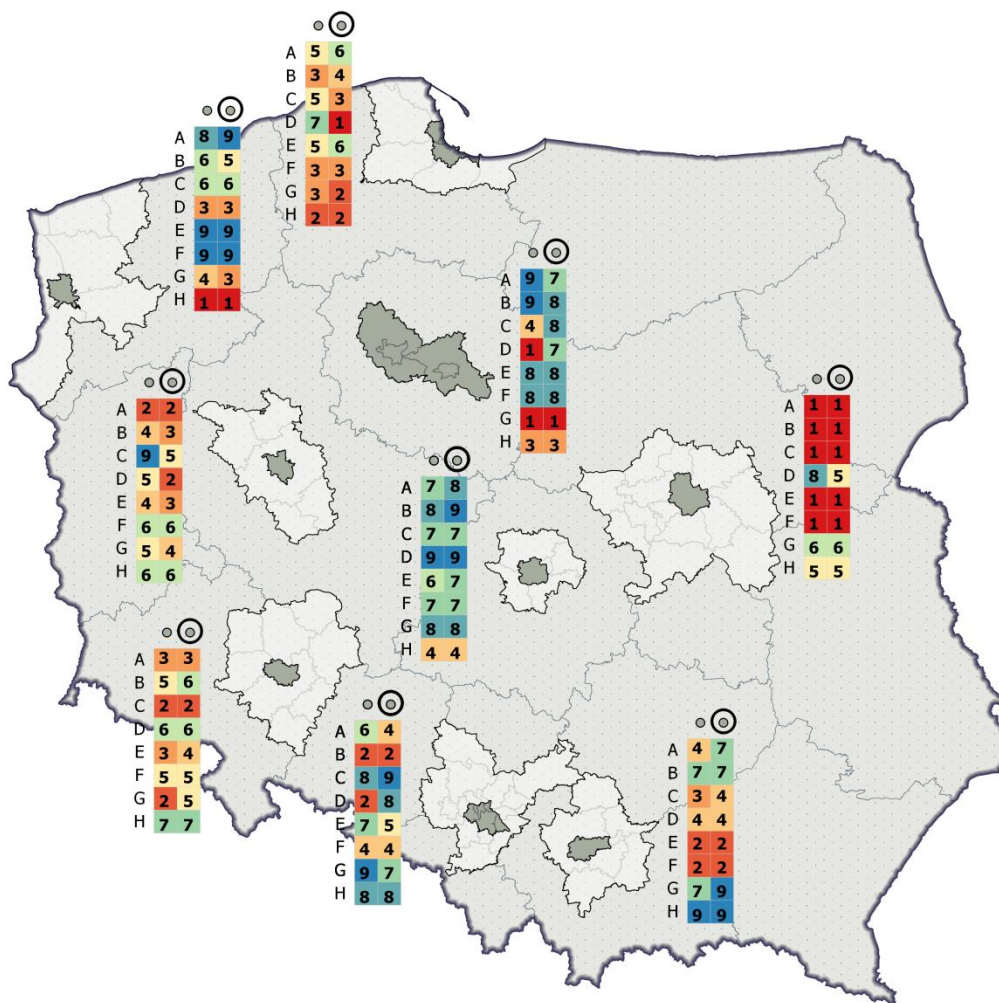 A 5 6
B 3 4
C 5 3
D 7 1
E 5 6
F 3 3
G 3 2
H 2 2
A 8 9
B 6 5
C 6 6
D 3 3
E 9 9
F 9 9
G 4 3
H 1 1
A 9 7
B 9 8
C 4 8
D 1 7
E 8 8
F 8 8
G 1 1
H 3 3
A 2 2
B 4 3
C 9 5
D 5 2
E 4 3
F 6 6
G 5 4
H 6 6
A 1 1
B 1 1
C 1 1
D 8 5
E 1 1
F 1 1
G 6 6
H 5 5
A 7 8
B 8 9
C 7 7
D 9 9
E 6 7
F 7 7
G 8 8
H 4 4
A 3 3
B 5 6
C 2 2
D 6 6
E 3 4
F 5 5
G 2 5
H 7 7
A 6 4
B 2 2
C 8 9
D 2 8
E 7 5
F 4 4
G 9 7
H 8 8
A 4 7
B 7 7
C 3 4
D 4 4
E 2 2
F 2 2
G 7 9
H 9 9